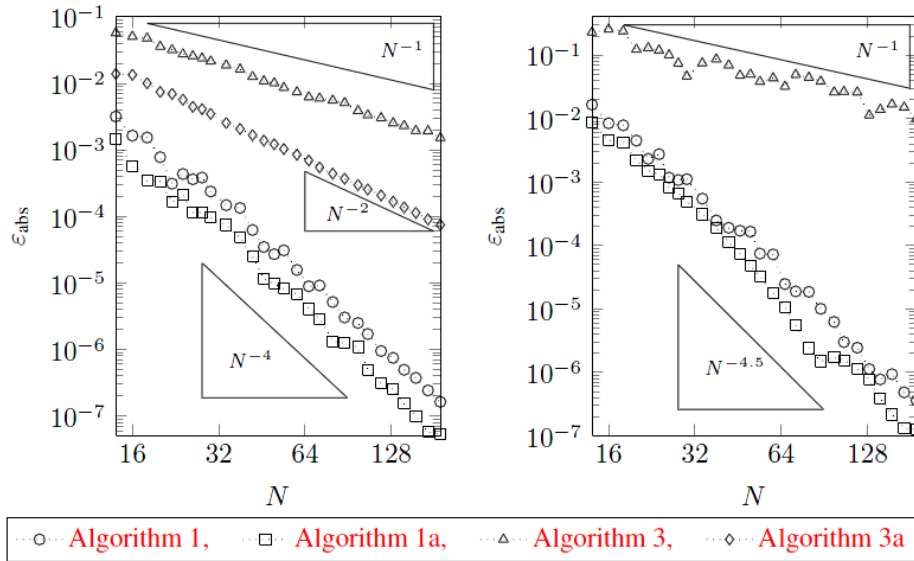 10⁻¹
10⁻²
10⁻³
10⁻⁴
10⁻⁵
10⁻⁶
10⁻⁷
ε_abs
N⁻¹
N⁻²
N⁻⁴
16 32 64 128
N
10⁻¹
10⁻²
10⁻³
10⁻⁴
10⁻⁵
10⁻⁶
10⁻⁷
ε_abs
N⁻¹
N⁻⁴·⁵
16 32 64 128
N
Algorithm 1, Algorithm 1a, Algorithm 3, Algorithm 3a